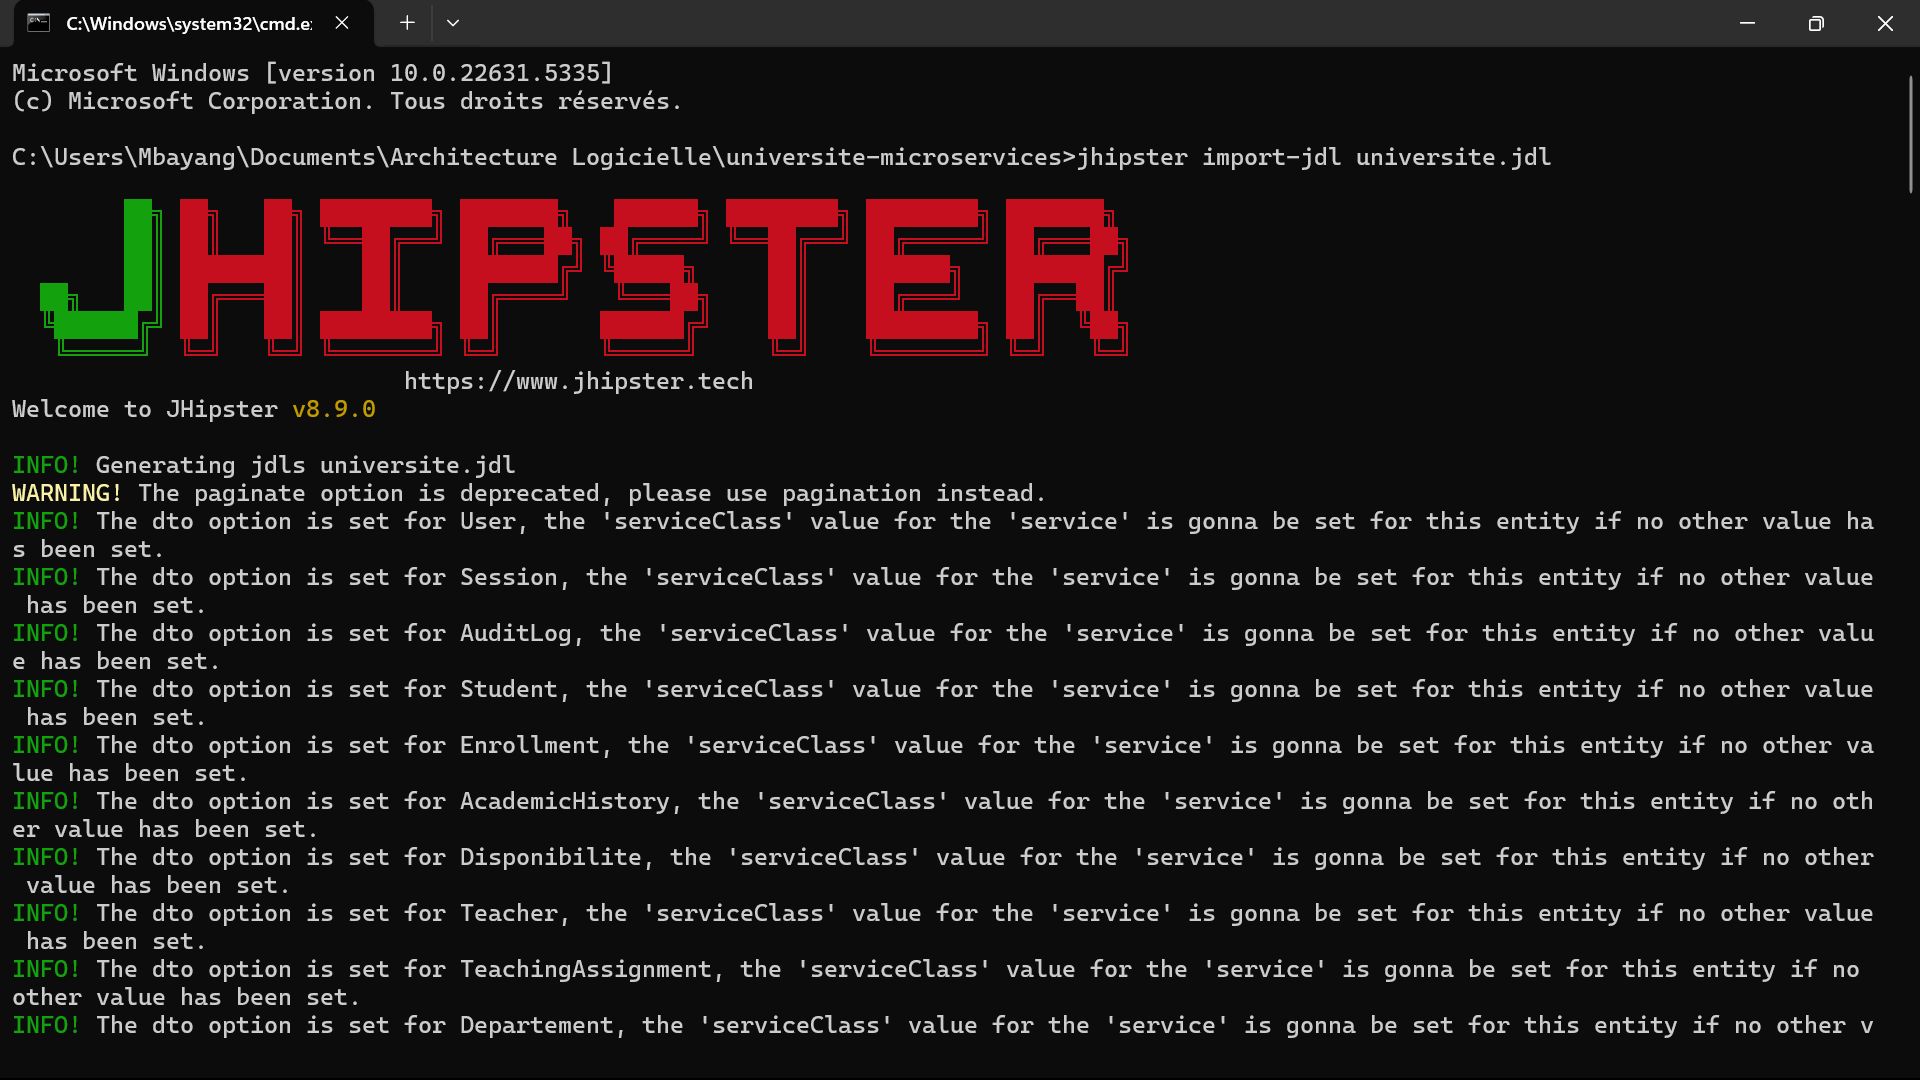 C:\Windows\system32\cmd.e
Microsoft Windows [version 10.0.22631.5335]
(c) Microsoft Corporation. Tous droits réservés.
C:\Users\Mbayang\Documents\Architecture Logicielle\universite-microservices>jhipster import-jdl universite.jdl
JHIPSTER
https://www.jhipster.tech
Welcome to JHipster v8.9.0
INFO! Generating jdls universite.jdl
WARNING! The paginate option is deprecated, please use pagination instead.
INFO! The dto option is set for User, the 'serviceClass' value for the 'service' is gonna be set for this entity if no other value ha
s been set.
INFO! The dto option is set for Session, the 'serviceClass' value for the 'service' is gonna be set for this entity if no other value
 has been set.
INFO! The dto option is set for AuditLog, the 'serviceClass' value for the 'service' is gonna be set for this entity if no other valu
e has been set.
INFO! The dto option is set for Student, the 'serviceClass' value for the 'service' is gonna be set for this entity if no other value
 has been set.
INFO! The dto option is set for Enrollment, the 'serviceClass' value for the 'service' is gonna be set for this entity if no other va
lue has been set.
INFO! The dto option is set for AcademicHistory, the 'serviceClass' value for the 'service' is gonna be set for this entity if no oth
er value has been set.
INFO! The dto option is set for Disponibilite, the 'serviceClass' value for the 'service' is gonna be set for this entity if no other
 value has been set.
INFO! The dto option is set for Teacher, the 'serviceClass' value for the 'service' is gonna be set for this entity if no other value
 has been set.
INFO! The dto option is set for TeachingAssignment, the 'serviceClass' value for the 'service' is gonna be set for this entity if no
other value has been set.
INFO! The dto option is set for Departement, the 'serviceClass' value for the 'service' is gonna be set for this entity if no other v